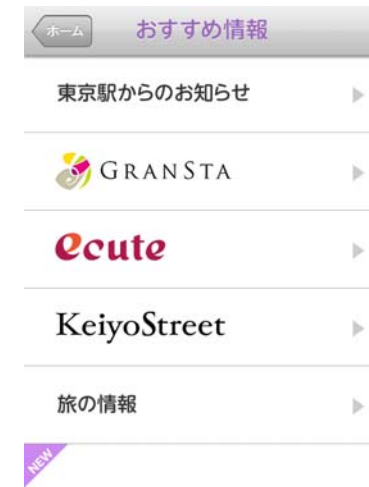 ホーム
おすすめ情報
東京駅からのお知らせ
GRANSTA
ecute
KeiyoStreet
旅の情報
NEW